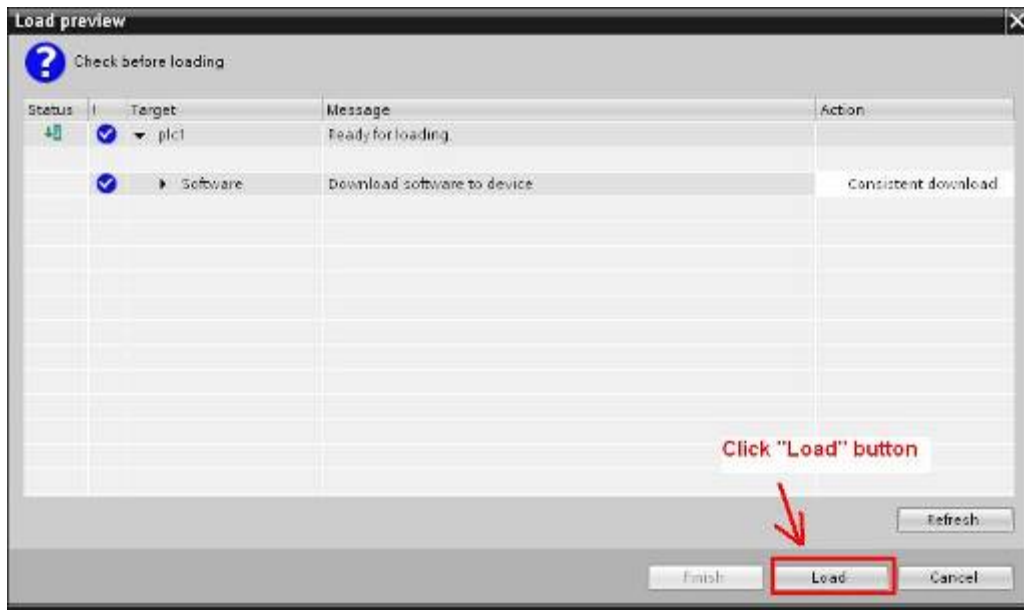 Load preview
Check before loading
Status ! Target Message Action
plc1 Ready for loading.
Software Download software to device Consistent download
Click "Load" button
Refresh
Finish Load Cancel